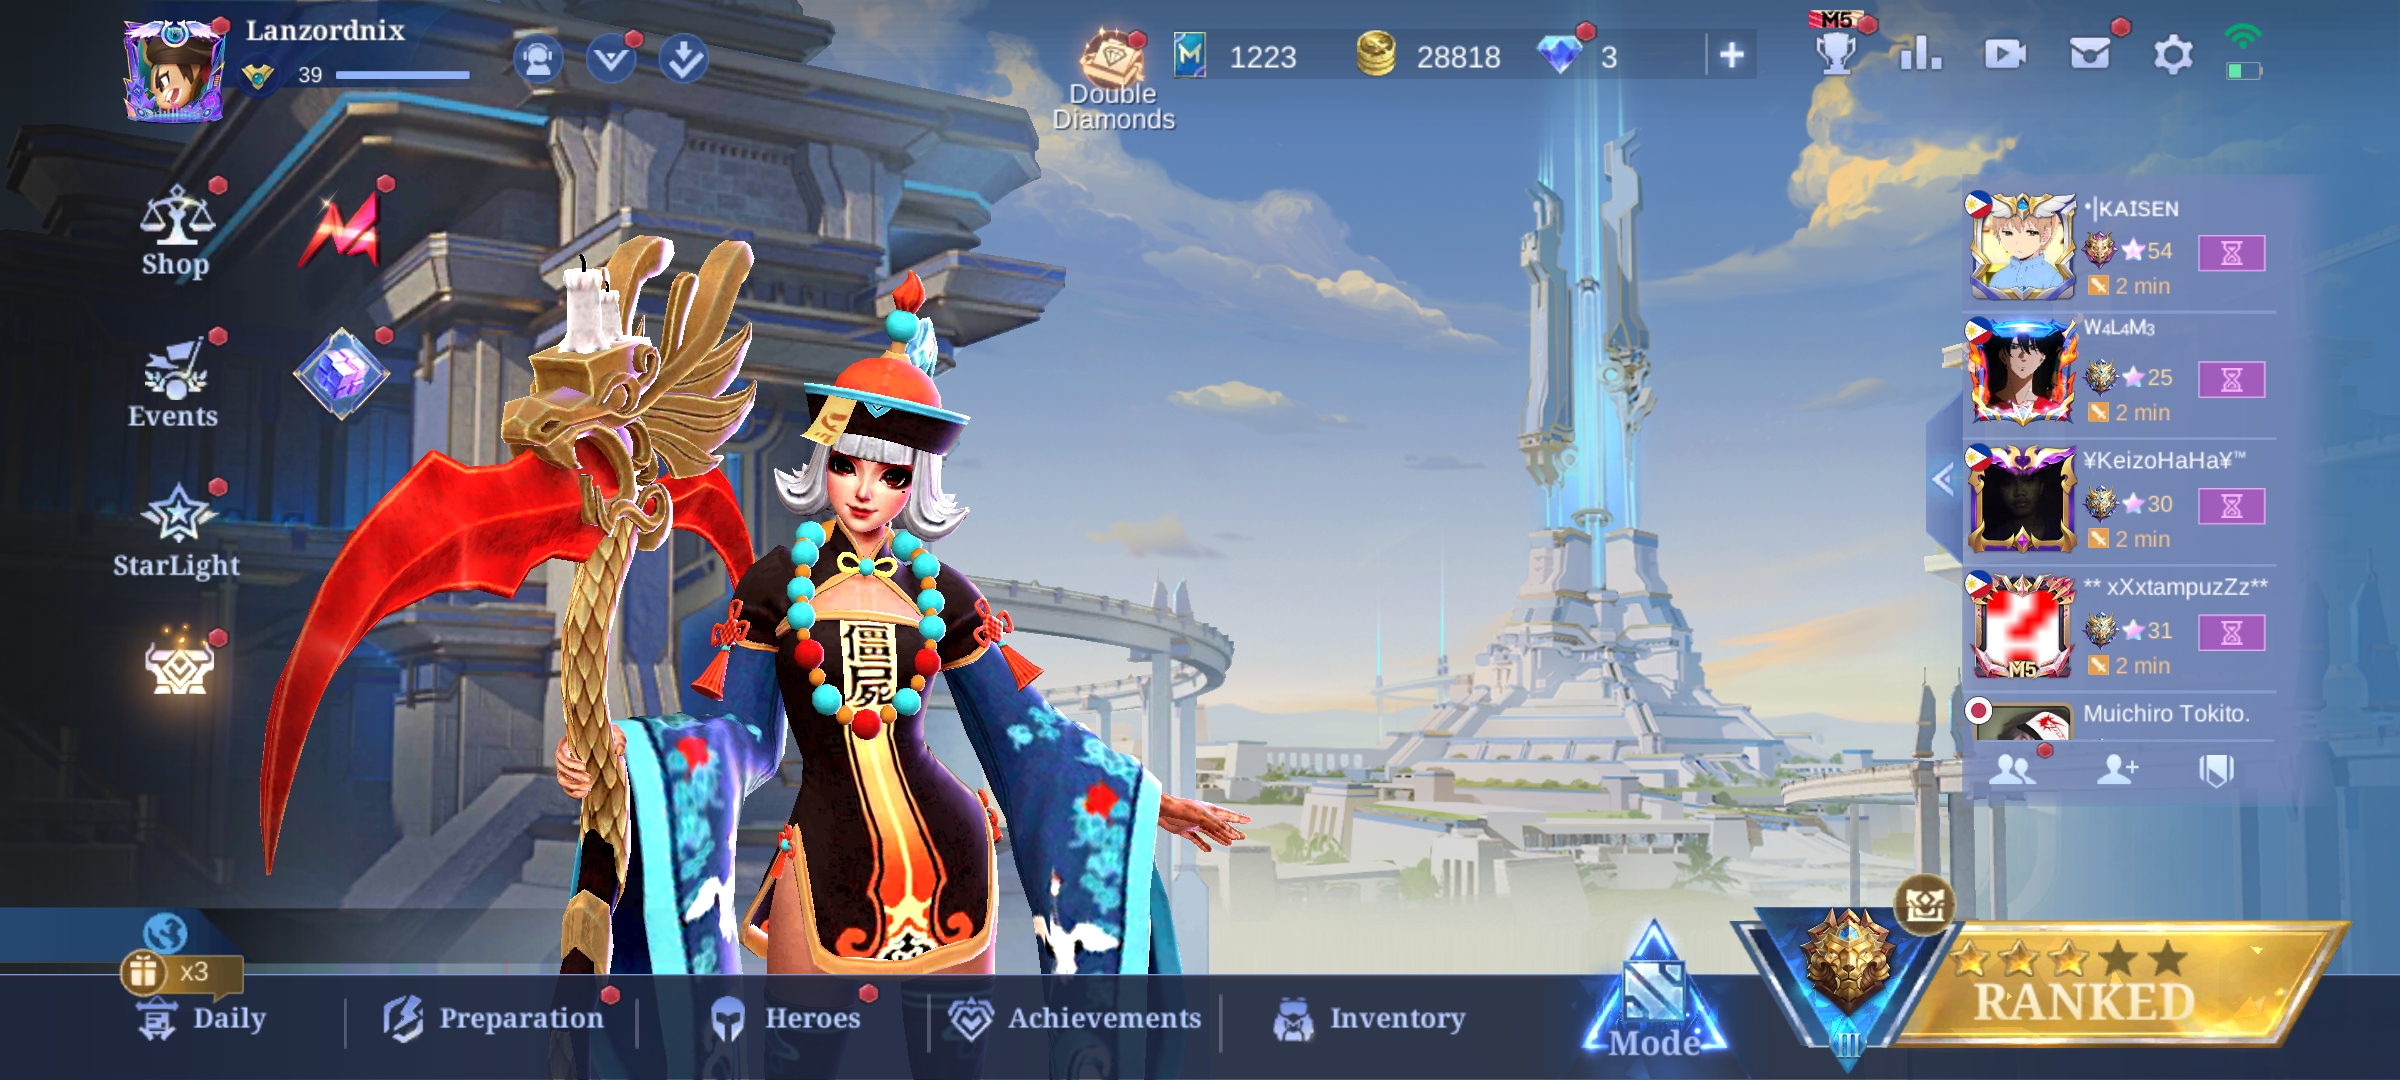 Lanzordnix
39
Double
Diamonds
1223
28818
3
M5
Shop
Events
StarLight
•|KAISEN
54
2 min
W4L4M3
25
2 min
¥KeizoHaHa¥™
30
2 min
** xXxtampuzZz**
31
2 min
M5
Muichiro Tokito.
僵
尸
x3
Daily
Preparation
Heroes
Achievements
Inventory
Mode
RANKED
III